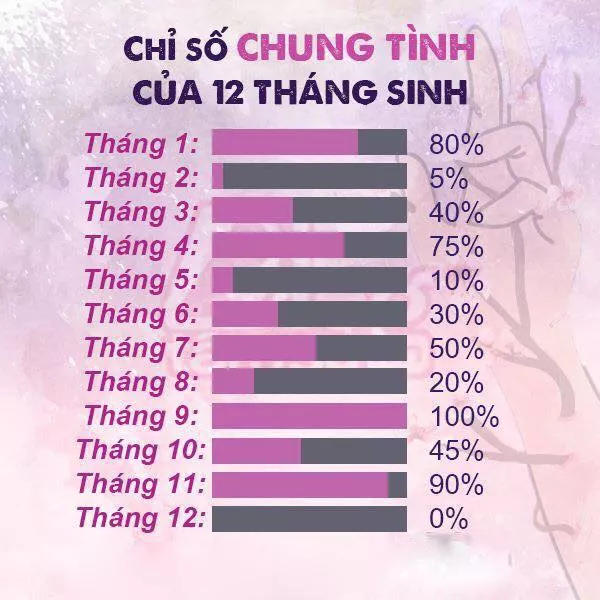 CHỈ SỐ CHUNG TÌNH
CỦA 12 THÁNG SINH
Tháng 1: 80%
Tháng 2: 5%
Tháng 3: 40%
Tháng 4: 75%
Tháng 5: 10%
Tháng 6: 30%
Tháng 7: 50%
Tháng 8: 20%
Tháng 9: 100%
Tháng 10: 45%
Tháng 11: 90%
Tháng 12: 0%